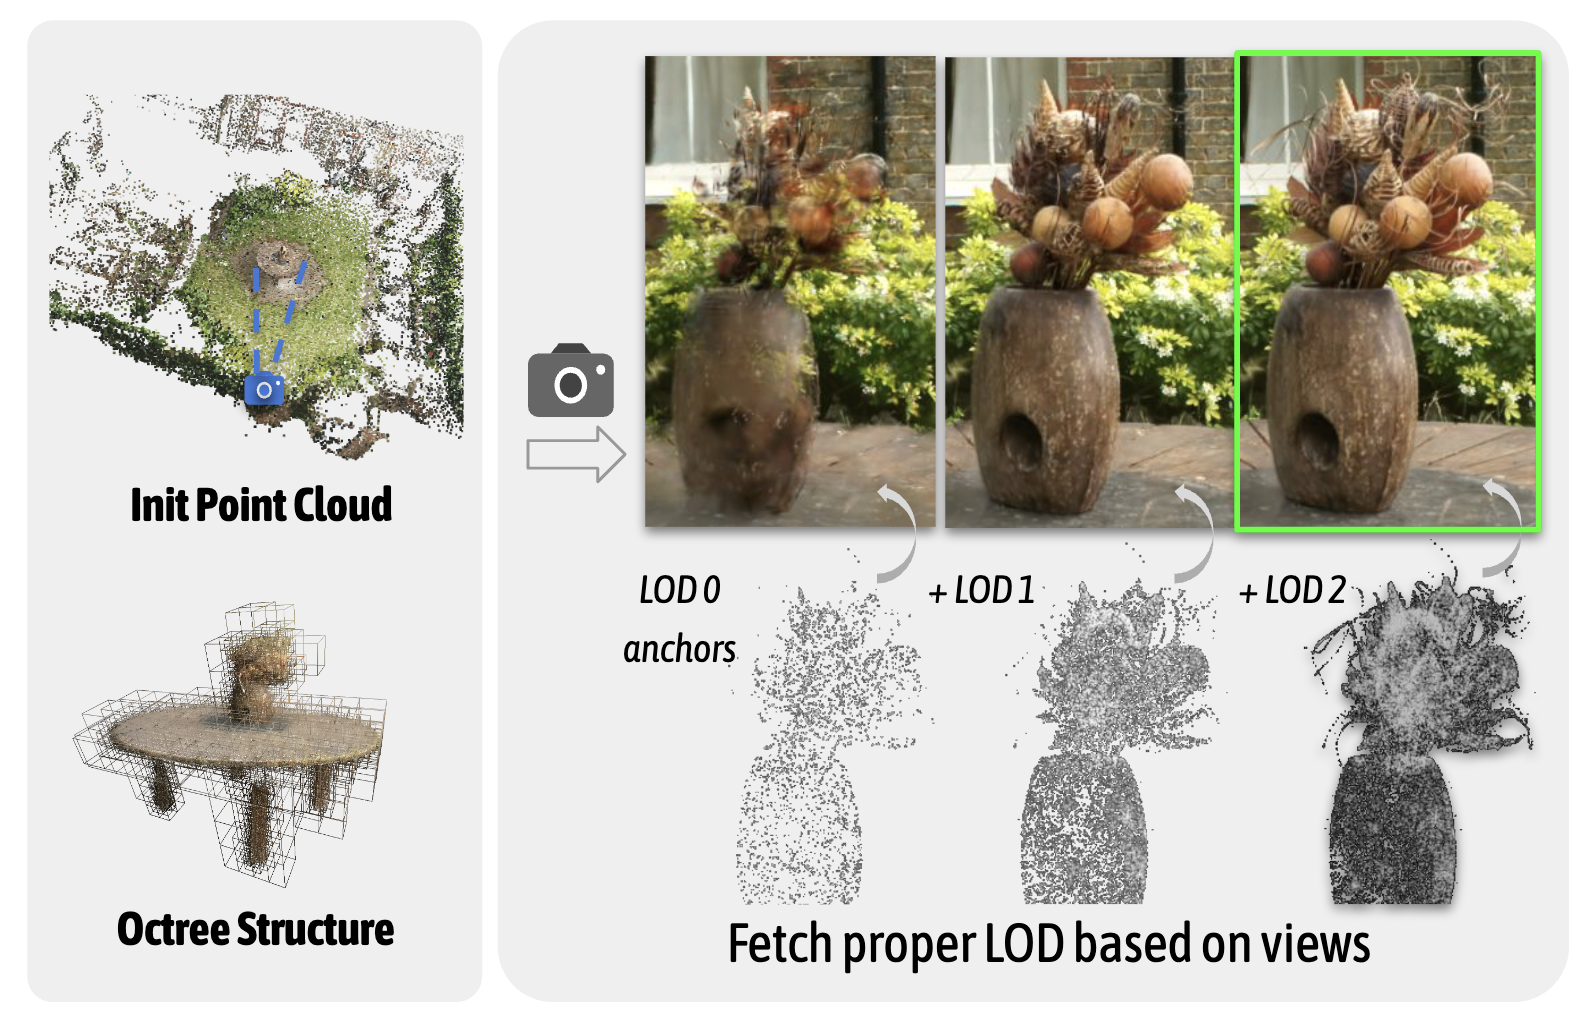 Init Point Cloud
Octree Structure
LOD 0
anchors
+ LOD 1
+ LOD 2
Fetch proper LOD based on views